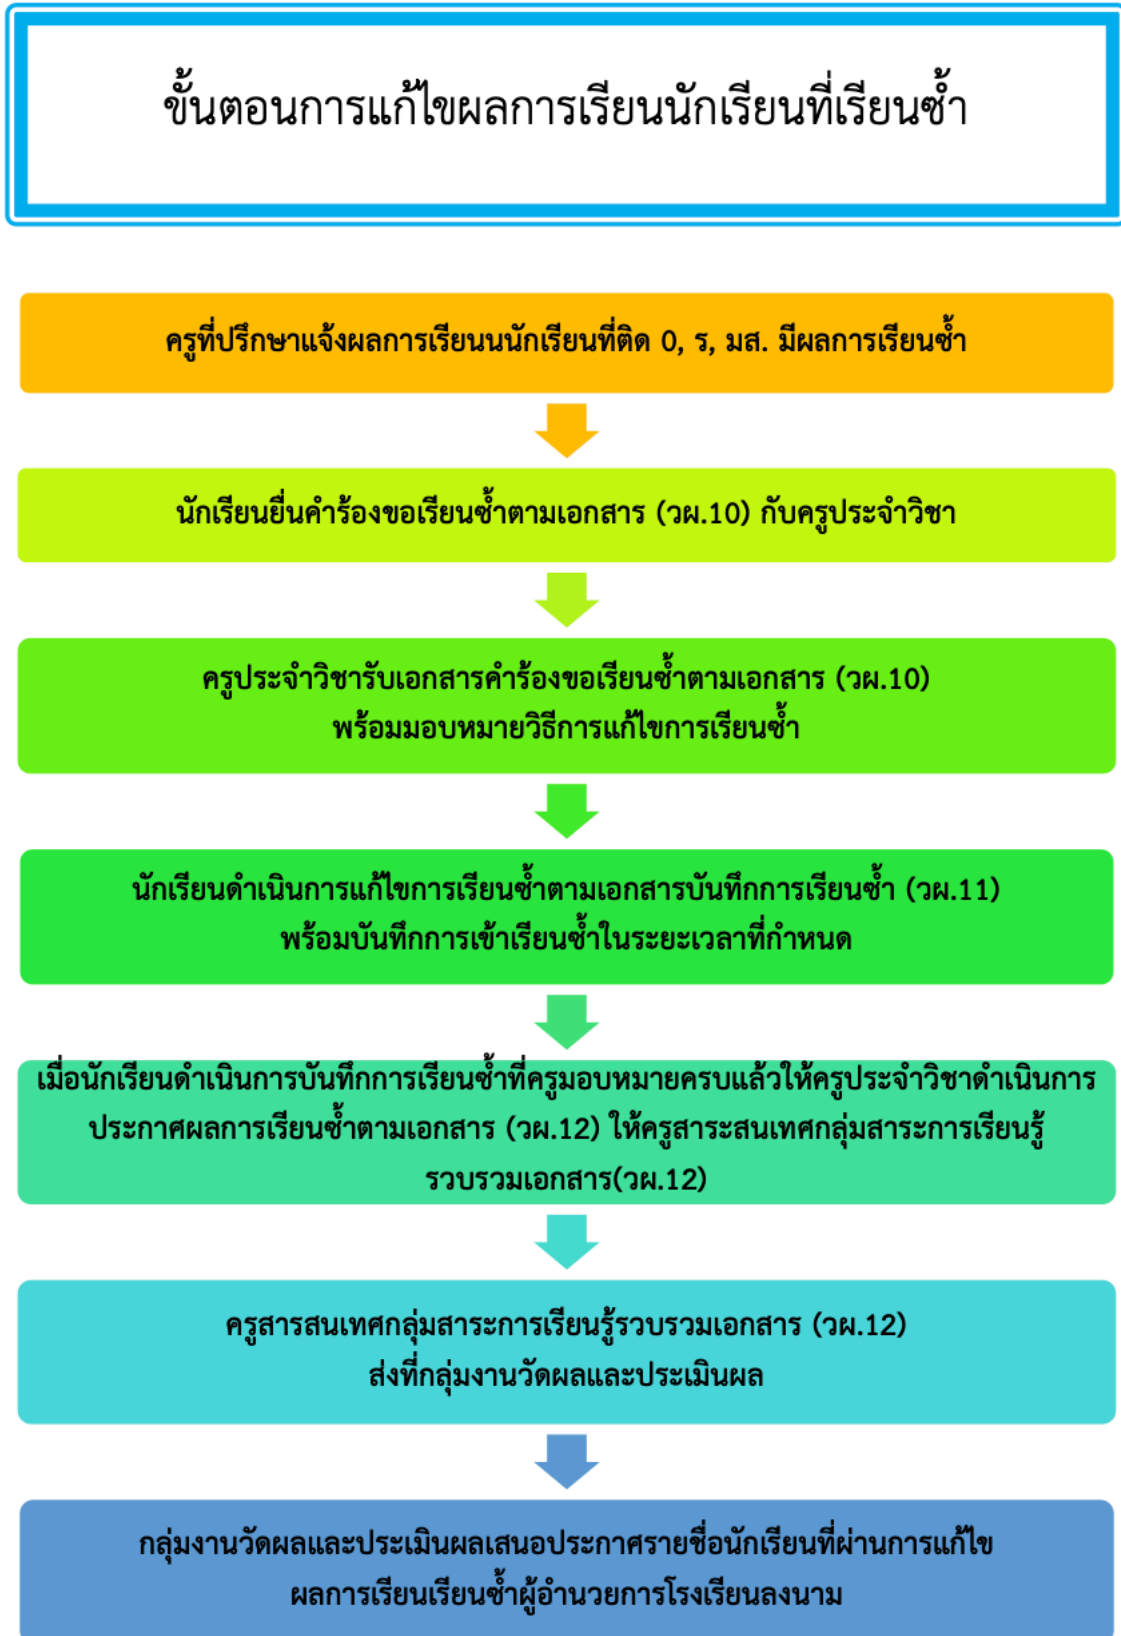 ขั้นตอนการแก้ไขผลการเรียนนักเรียนที่เรียนซ้ำ
ครูที่ปรึกษาแจ้งผลการเรียนนนักเรียนที่ติด 0, ร, มส. มีผลการเรียนซ้ำ
นักเรียนยื่นคำร้องขอเรียนซ้ำตามเอกสาร (วผ.10) กับครูประจำวิชา
ครูประจำวิชารับเอกสารคำร้องขอเรียนซ้ำตามเอกสาร (วผ.10)
พร้อมมอบหมายวิธีการแก้ไขการเรียนซ้ำ
นักเรียนดำเนินการแก้ไขการเรียนซ้ำตามเอกสารบันทึกการเรียนซ้ำ (วผ.11)
พร้อมบันทึกการเข้าเรียนซ้ำในระยะเวลาที่กำหนด
เมื่อนักเรียนดำเนินการบันทึกการเรียนซ้ำที่ครูมอบหมายครบแล้วให้ครูประจำวิชาดำเนินการ
ประกาศผลการเรียนซ้ำตามเอกสาร (วผ.12) ให้ครูสาระสนเทศกลุ่มสาระการเรียนรู้
รวบรวมเอกสาร(วผ.12)
ครูสารสนเทศกลุ่มสาระการเรียนรู้รวบรวมเอกสาร (วผ.12)
ส่งที่กลุ่มงานวัดผลและประเมินผล
กลุ่มงานวัดผลและประเมินผลเสนอประกาศรายชื่อนักเรียนที่ผ่านการแก้ไข
ผลการเรียนเรียนซ้ำผู้อำนวยการโรงเรียนลงนาม